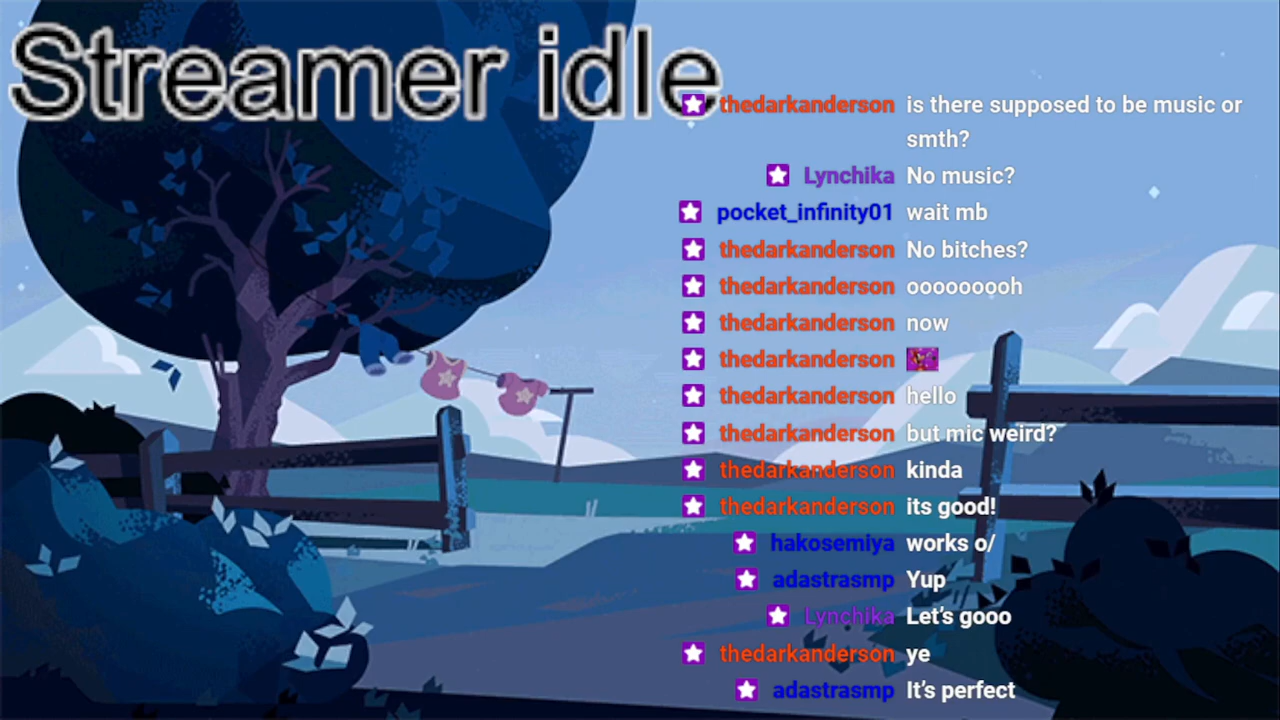 Streamer idle
thedarkanderson is there supposed to be music or
smth?
Lynchika No music?
pocket_infinity01 wait mb
thedarkanderson No bitches?
thedarkanderson ooooooooh
thedarkanderson now
thedarkanderson
thedarkanderson hello
thedarkanderson but mic weird?
thedarkanderson kinda
thedarkanderson its good!
hakosemiya works o/
adastrasmp Yup
Lynchika Let's gooo
thedarkanderson ye
adastrasmp It's perfect